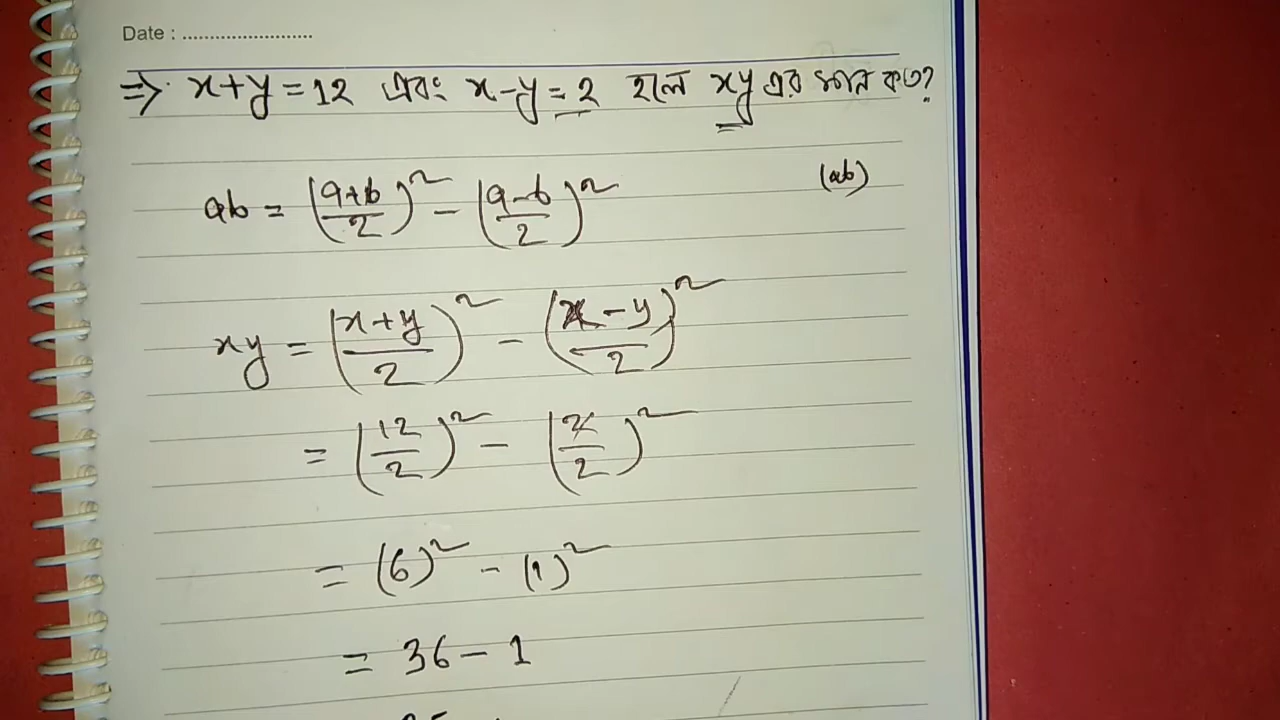 Date : ........................
=> x+y = 12 এবং x-y = 2 হলে xy এর মান কত?
(ab)
ab = ((a+b)/2)² - ((a-b)/2)²
xy = ((x+y)/2)² - ((x-y)/2)²
= (12/2)² - (2/2)²
= (6)² - (1)²
= 36 - 1